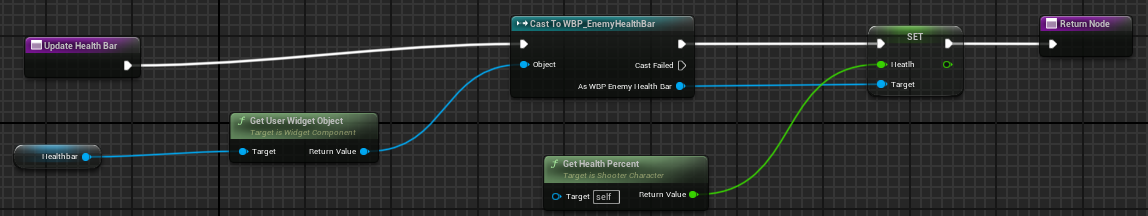 Update Health Bar
Cast To WBP_EnemyHealthBar
Object
Cast Failed
As WBP Enemy Health Bar
SET
Heatlh
Target
Return Node
Healthbar
Get User Widget Object
Target is Widget Component
Target
Return Value
Get Health Percent
Target is Shooter Character
Target
self
Return Value